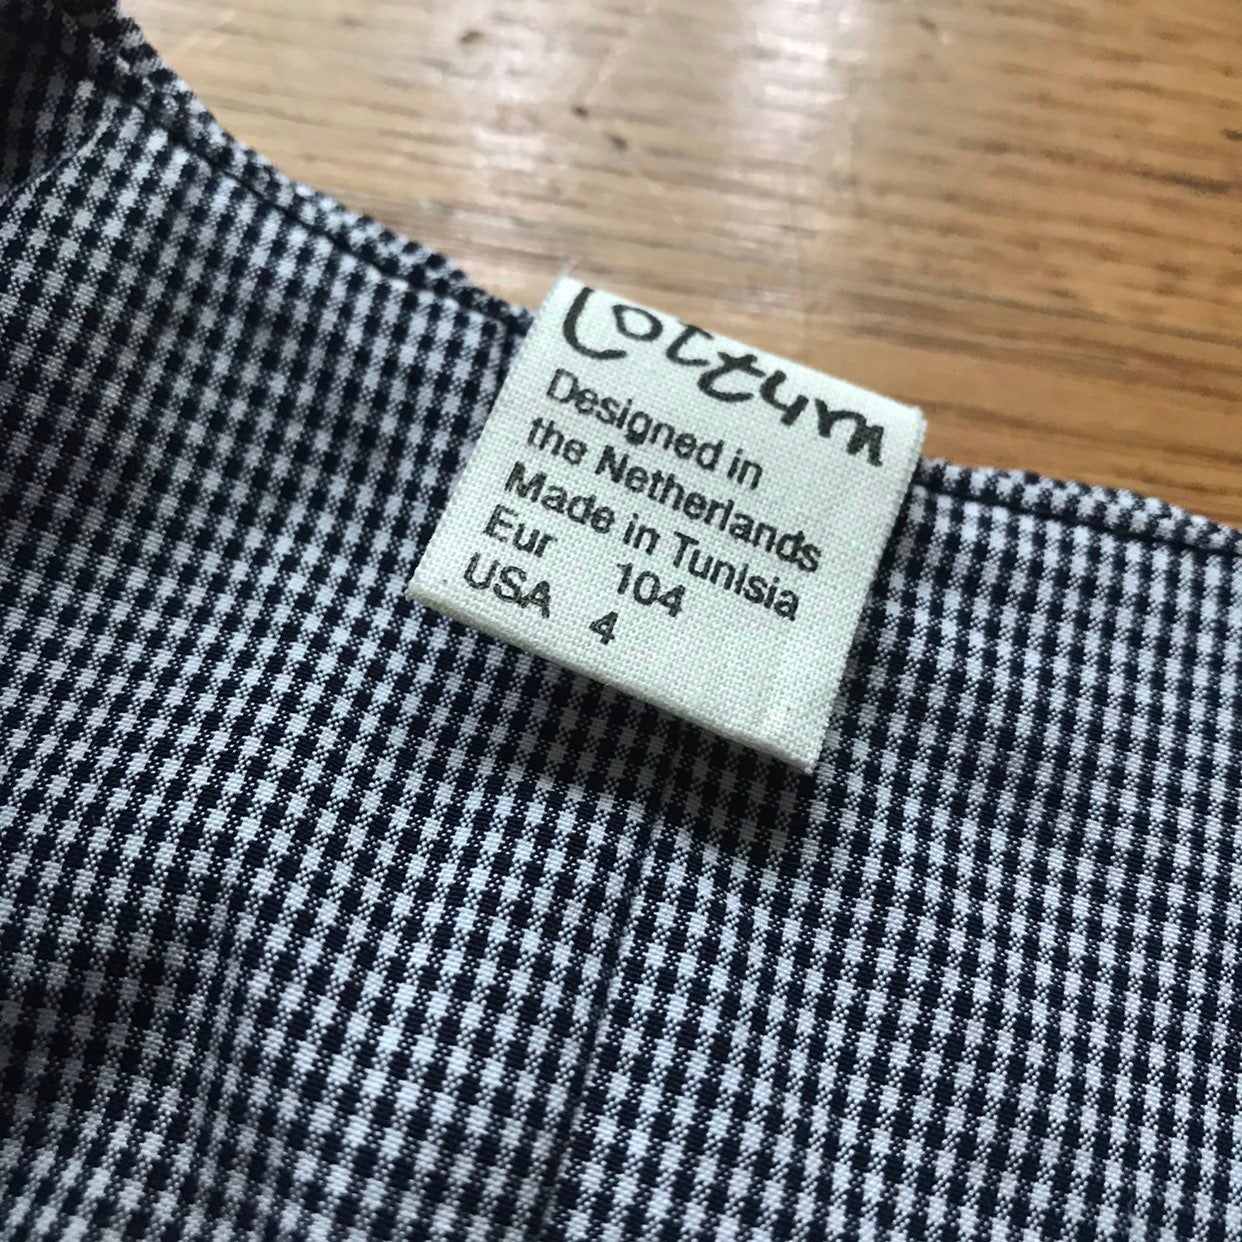 Designed in
the Netherlands
Made in Tunisia
Eur 104
USA 4